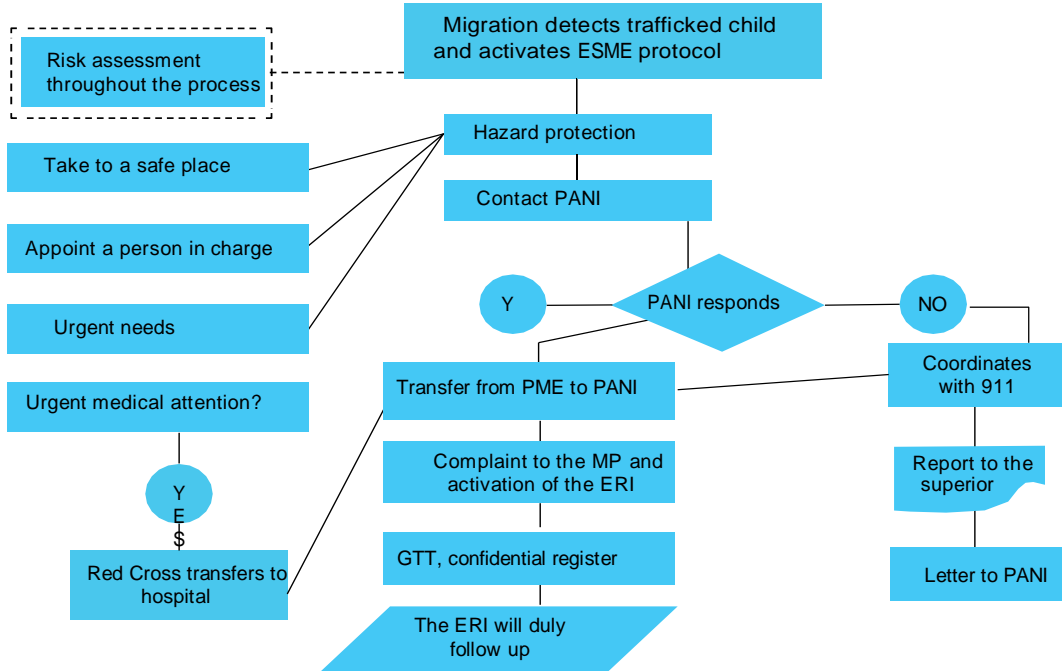 Migration detects trafficked child
and activates ESME protocol
Risk assessment
throughout the process
Hazard protection
Take to a safe place
Contact PANI
Appoint a person in charge
Y
PANI responds
NO
Urgent needs
Coordinates
with 911
Transfer from PME to PANI
Urgent medical attention?
Complaint to the MP and
activation of the ERI
Report to the
superior
Y
E
S
GTT, confidential register
Red Cross transfers to
hospital
Letter to PANI
The ERI will duly
follow up